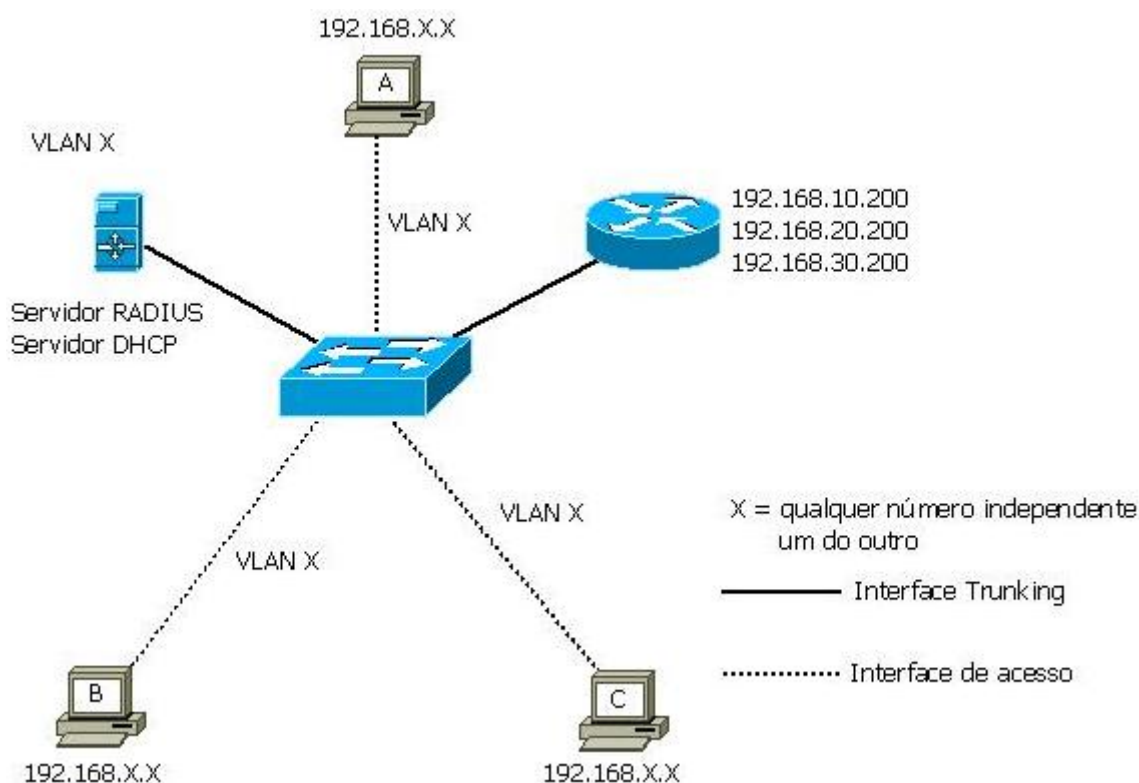 192.168.X.X
A
VLAN X
VLAN X
192.168.10.200
192.168.20.200
192.168.30.200
Servidor RADIUS
Servidor DHCP
VLAN X
VLAN X
X = qualquer número independente
um do outro
Interface Trunking
Interface de acesso
B
C
192.168.X.X
192.168.X.X